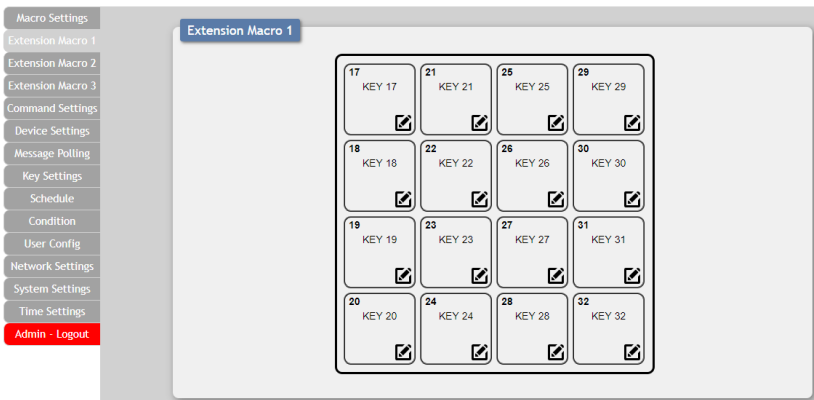 Macro Settings
Extension Macro 1
Extension Macro 2
Extension Macro 3
Command Settings
Device Settings
Message Polling
Key Settings
Schedule
Condition
User Config
Network Settings
System Settings
Time Settings
Admin - Logout
Extension Macro 1
17 21 25 29
KEY 17 KEY 21 KEY 25 KEY 29
18 22 26 30
KEY 18 KEY 22 KEY 26 KEY 30
19 23 27 31
KEY 19 KEY 23 KEY 27 KEY 31
20 24 28 32
KEY 20 KEY 24 KEY 28 KEY 32